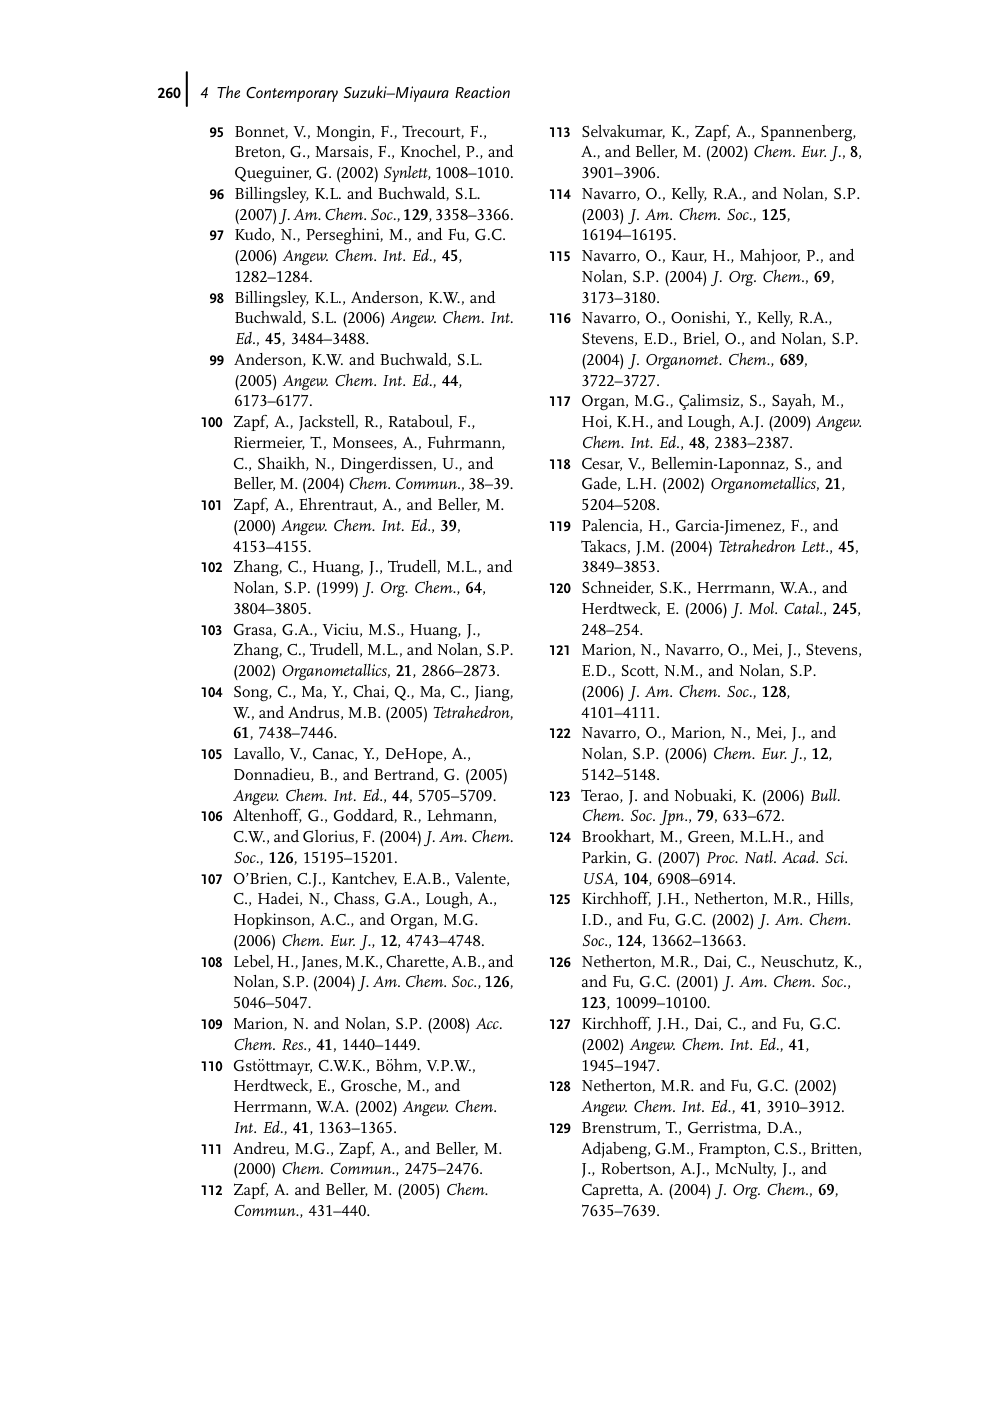 260 4 The Contemporary Suzuki–Miyaura Reaction
95 Bonnet, V., Mongin, F., Trecourt, F.,
Breton, G., Marsais, F., Knochel, P., and
Queguiner, G. (2002) Synlett, 1008–1010.
96 Billingsley, K.L. and Buchwald, S.L.
(2007) J. Am. Chem. Soc., 129, 3358–3366.
97 Kudo, N., Perseghini, M., and Fu, G.C.
(2006) Angew. Chem. Int. Ed., 45,
1282–1284.
98 Billingsley, K.L., Anderson, K.W., and
Buchwald, S.L. (2006) Angew. Chem. Int.
Ed., 45, 3484–3488.
99 Anderson, K.W. and Buchwald, S.L.
(2005) Angew. Chem. Int. Ed., 44,
6173–6177.
100 Zapf, A., Jackstell, R., Rataboul, F.,
Riermeier, T., Monsees, A., Fuhrmann,
C., Shaikh, N., Dingerdissen, U., and
Beller, M. (2004) Chem. Commun., 38–39.
101 Zapf, A., Ehrentraut, A., and Beller, M.
(2000) Angew. Chem. Int. Ed., 39,
4153–4155.
102 Zhang, C., Huang, J., Trudell, M.L., and
Nolan, S.P. (1999) J. Org. Chem., 64,
3804–3805.
103 Grasa, G.A., Viciu, M.S., Huang, J.,
Zhang, C., Trudell, M.L., and Nolan, S.P.
(2002) Organometallics, 21, 2866–2873.
104 Song, C., Ma, Y., Chai, Q., Ma, C., Jiang,
W., and Andrus, M.B. (2005) Tetrahedron,
61, 7438–7446.
105 Lavallo, V., Canac, Y., DeHope, A.,
Donnadieu, B., and Bertrand, G. (2005)
Angew. Chem. Int. Ed., 44, 5705–5709.
106 Altenhoff, G., Goddard, R., Lehmann,
C.W., and Glorius, F. (2004) J. Am. Chem.
Soc., 126, 15195–15201.
107 O’Brien, C.J., Kantchev, E.A.B., Valente,
C., Hadei, N., Chass, G.A., Lough, A.,
Hopkinson, A.C., and Organ, M.G.
(2006) Chem. Eur. J., 12, 4743–4748.
108 Lebel, H., Janes, M.K., Charette, A.B., and
Nolan, S.P. (2004) J. Am. Chem. Soc., 126,
5046–5047.
109 Marion, N. and Nolan, S.P. (2008) Acc.
Chem. Res., 41, 1440–1449.
110 Gstöttmayr, C.W.K., Böhm, V.P.W.,
Herdtweck, E., Grosche, M., and
Herrmann, W.A. (2002) Angew. Chem.
Int. Ed., 41, 1363–1365.
111 Andreu, M.G., Zapf, A., and Beller, M.
(2000) Chem. Commun., 2475–2476.
112 Zapf, A. and Beller, M. (2005) Chem.
Commun., 431–440.
113 Selvakumar, K., Zapf, A., Spannenberg,
A., and Beller, M. (2002) Chem. Eur. J., 8,
3901–3906.
114 Navarro, O., Kelly, R.A., and Nolan, S.P.
(2003) J. Am. Chem. Soc., 125,
16194–16195.
115 Navarro, O., Kaur, H., Mahjoor, P., and
Nolan, S.P. (2004) J. Org. Chem., 69,
3173–3180.
116 Navarro, O., Oonishi, Y., Kelly, R.A.,
Stevens, E.D., Briel, O., and Nolan, S.P.
(2004) J. Organomet. Chem., 689,
3722–3727.
117 Organ, M.G., Çalimsiz, S., Sayah, M.,
Hoi, K.H., and Lough, A.J. (2009) Angew.
Chem. Int. Ed., 48, 2383–2387.
118 Cesar, V., Bellemin-Laponnaz, S., and
Gade, L.H. (2002) Organometallics, 21,
5204–5208.
119 Palencia, H., Garcia-Jimenez, F., and
Takacs, J.M. (2004) Tetrahedron Lett., 45,
3849–3853.
120 Schneider, S.K., Herrmann, W.A., and
Herdtweck, E. (2006) J. Mol. Catal., 245,
248–254.
121 Marion, N., Navarro, O., Mei, J., Stevens,
E.D., Scott, N.M., and Nolan, S.P.
(2006) J. Am. Chem. Soc., 128,
4101–4111.
122 Navarro, O., Marion, N., Mei, J., and
Nolan, S.P. (2006) Chem. Eur. J., 12,
5142–5148.
123 Terao, J. and Nobuaki, K. (2006) Bull.
Chem. Soc. Jpn., 79, 633–672.
124 Brookhart, M., Green, M.L.H., and
Parkin, G. (2007) Proc. Natl. Acad. Sci.
USA, 104, 6908–6914.
125 Kirchhoff, J.H., Netherton, M.R., Hills,
I.D., and Fu, G.C. (2002) J. Am. Chem.
Soc., 124, 13662–13663.
126 Netherton, M.R., Dai, C., Neuschutz, K.,
and Fu, G.C. (2001) J. Am. Chem. Soc.,
123, 10099–10100.
127 Kirchhoff, J.H., Dai, C., and Fu, G.C.
(2002) Angew. Chem. Int. Ed., 41,
1945–1947.
128 Netherton, M.R. and Fu, G.C. (2002)
Angew. Chem. Int. Ed., 41, 3910–3912.
129 Brenstrum, T., Gerristma, D.A.,
Adjabeng, G.M., Frampton, C.S., Britten,
J., Robertson, A.J., McNulty, J., and
Capretta, A. (2004) J. Org. Chem., 69,
7635–7639.